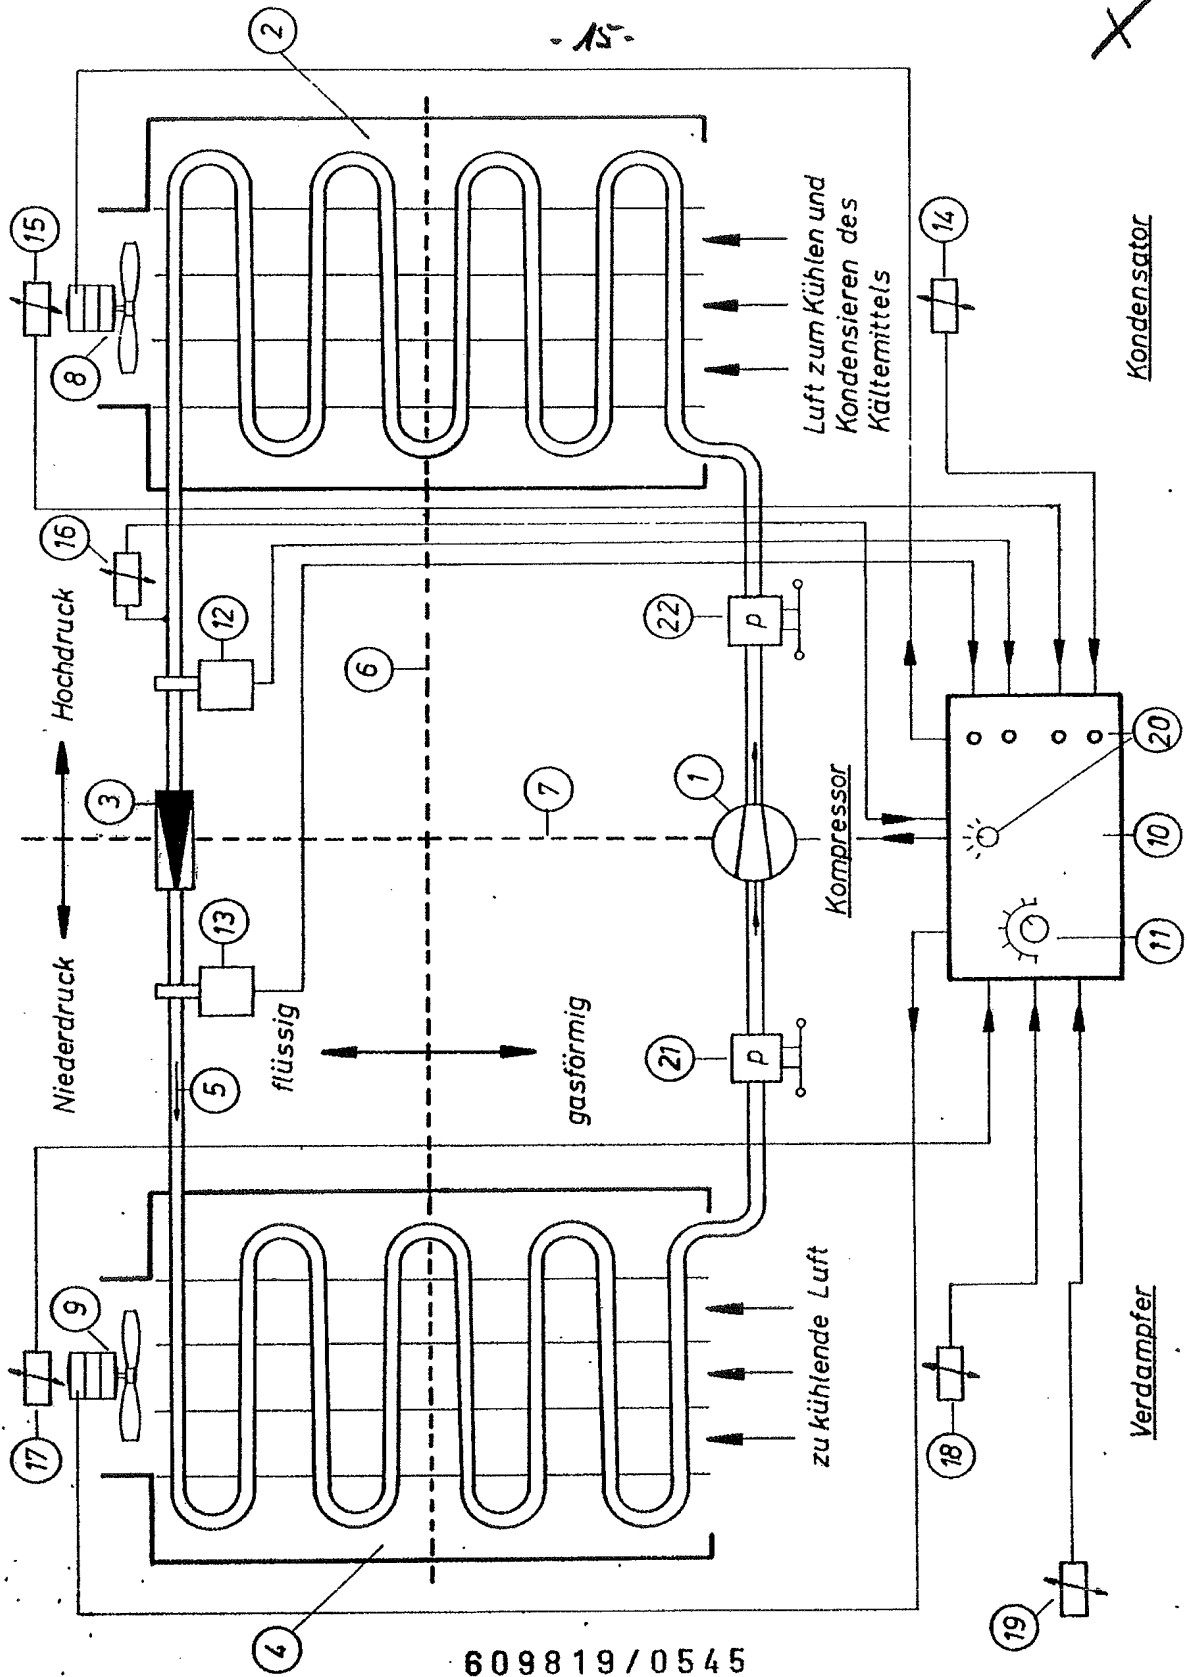 - 15 -
2
15
8
16
Hochdruck
3
Niederdruck
9
17
12
13
5
6
7
flüssig
gasförmig
4
Luft zum Kühlen und
Kondensieren des
Kältemittels
22
P
1
Kompressor
21
P
zu kühlende Luft
14
Kondensator
20
10
11
18
19
Verdampfer
609819/0545